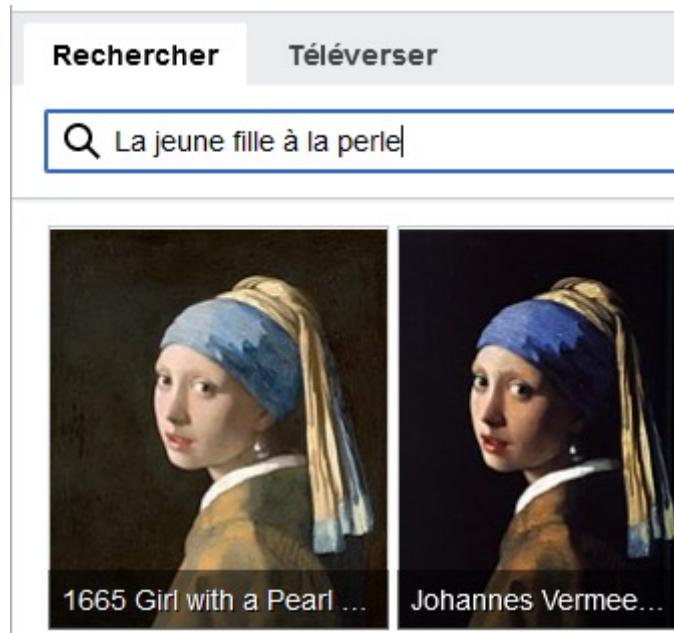 Rechercher Téléverser
La jeune fille à la perle
1665 Girl with a Pearl ... Johannes Vermee...